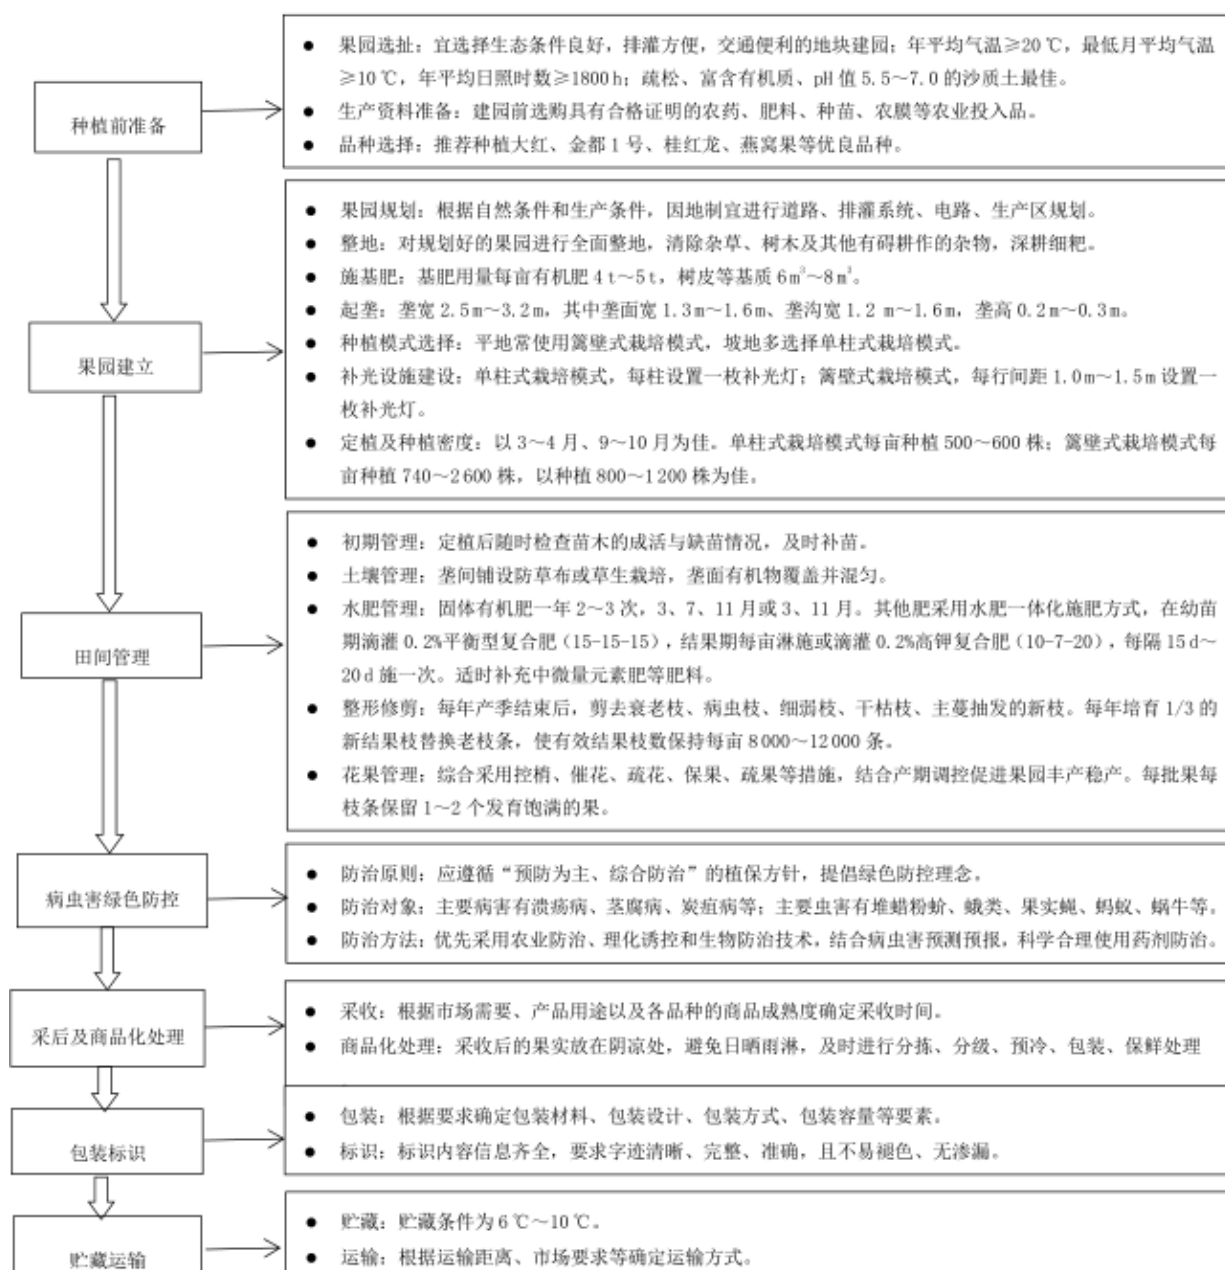 种植前准备
● 果园选扯：宜选择生态条件良好，排灌方便，交通便利的地块建园；年平均气温≥20 ℃，最低月平均气温
≥10 ℃，年平均日照时数≥1800 h；疏松、富含有机质、pH 值 5.5～7.0 的沙质土最佳。
● 生产资料准备：建园前选购具有合格证明的农药、肥料、种苗、农膜等农业投入品。
● 品种选择：推荐种植大红、金都 1 号、桂红龙、燕窝果等优良品种。
果园建立
● 果园规划：根据自然条件和生产条件，因地制宜进行道路、排灌系统、电路、生产区规划。
● 整地：对规划好的果园进行全面整地，清除杂草、树木及其他有碍耕作的杂物，深耕细耙。
● 施基肥：基肥用量每亩有机肥 4 t～5 t，树皮等基质 6 m³～8 m³。
● 起垄：垄宽 2.5 m～3.2 m，其中垄面宽 1.3 m～1.6 m、垄沟宽 1.2 m～1.6 m，垄高 0.2 m～0.3 m。
● 种植模式选择：平地常使用篱壁式栽培模式，坡地多选择单柱式栽培模式。
● 补光设施建设：单柱式栽培模式，每柱设置一枚补光灯；篱壁式栽培模式，每行间距 1.0 m～1.5 m 设置一
枚补光灯。
● 定植及种植密度：以 3～4 月、9～10 月为佳。单柱式栽培模式每亩种植 500～600 株；篱壁式栽培模式每
亩种植 740～2 600 株，以种植 800～1 200 株为佳。
田间管理
● 初期管理：定植后随时检查苗木的成活与缺苗情况，及时补苗。
● 土壤管理：垄间铺设防草布或草生栽培，垄面有机物覆盖并混匀。
● 水肥管理：固体有机肥一年 2～3 次，3、7、11 月或 3、11 月。其他肥采用水肥一体化施肥方式，在幼苗
期滴灌 0.2%平衡型复合肥（15-15-15），结果期每亩淋施或滴灌 0.2%高钾复合肥（10-7-20），每隔 15 d～
20 d 施一次。适时补充中微量元素肥等肥料。
● 整形修剪：每年产季结束后，剪去衰老枝、病虫枝、细弱枝、干枯枝、主蔓抽发的新枝。每年培育 1/3 的
新结果枝替换老枝条，使有效结果枝数保持每亩 8 000～12 000 条。
● 花果管理：综合采用控梢、催花、疏花、保果、疏果等措施，结合产期调控促进果园丰产稳产。每批果每
枝条保留 1～2 个发育饱满的果。
病虫害绿色防控
● 防治原则：应遵循“预防为主、综合防治”的植保方针，提倡绿色防控理念。
● 防治对象：主要病害有溃疡病、茎腐病、炭疽病等；主要虫害有堆蜡粉蚧、蛾类、果实蝇、蚂蚁、蜗牛等。
● 防治方法：优先采用农业防治、理化诱控和生物防治技术，结合病虫害预测预报，科学合理使用药剂防治。
采后及商品化处理
● 采收：根据市场需要、产品用途以及各品种的商品成熟度确定采收时间。
● 商品化处理：采收后的果实放在阴凉处，避免日晒雨淋，及时进行分拣、分级、预冷、包装、保鲜处理
包装标识
● 包装：根据要求确定包装材料、包装设计、包装方式、包装容量等要素。
● 标识：标识内容信息齐全，要求字迹清晰、完整、准确，且不易褪色、无渗漏。
贮藏运输
● 贮藏：贮藏条件为 6 ℃～10 ℃。
● 运输：根据运输距离、市场要求等确定运输方式。